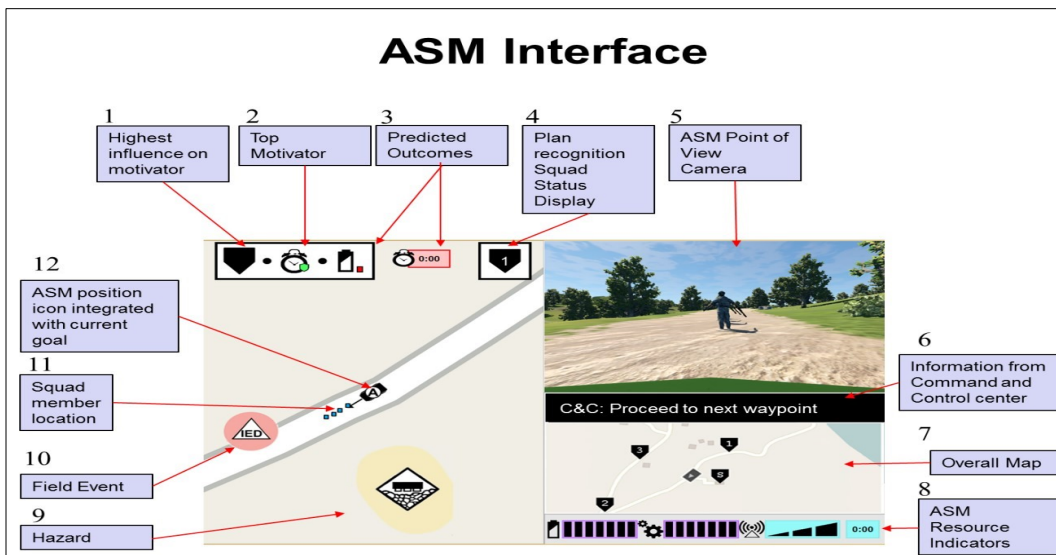 ASM Interface
1
Highest
influence on
motivator
2
Top
Motivator
3
Predicted
Outcomes
4
Plan
recognition
Squad
Status
Display
5
ASM Point of
View
Camera
0:00
1
12
ASM position
icon integrated
with current
goal
A
11
Squad
member
location
IED
10
Field Event
9
Hazard
6
Information from
Command and
Control center
C&C: Proceed to next waypoint
7
Overall Map
3
1
S
2
8
ASM
Resource
Indicators
0:00